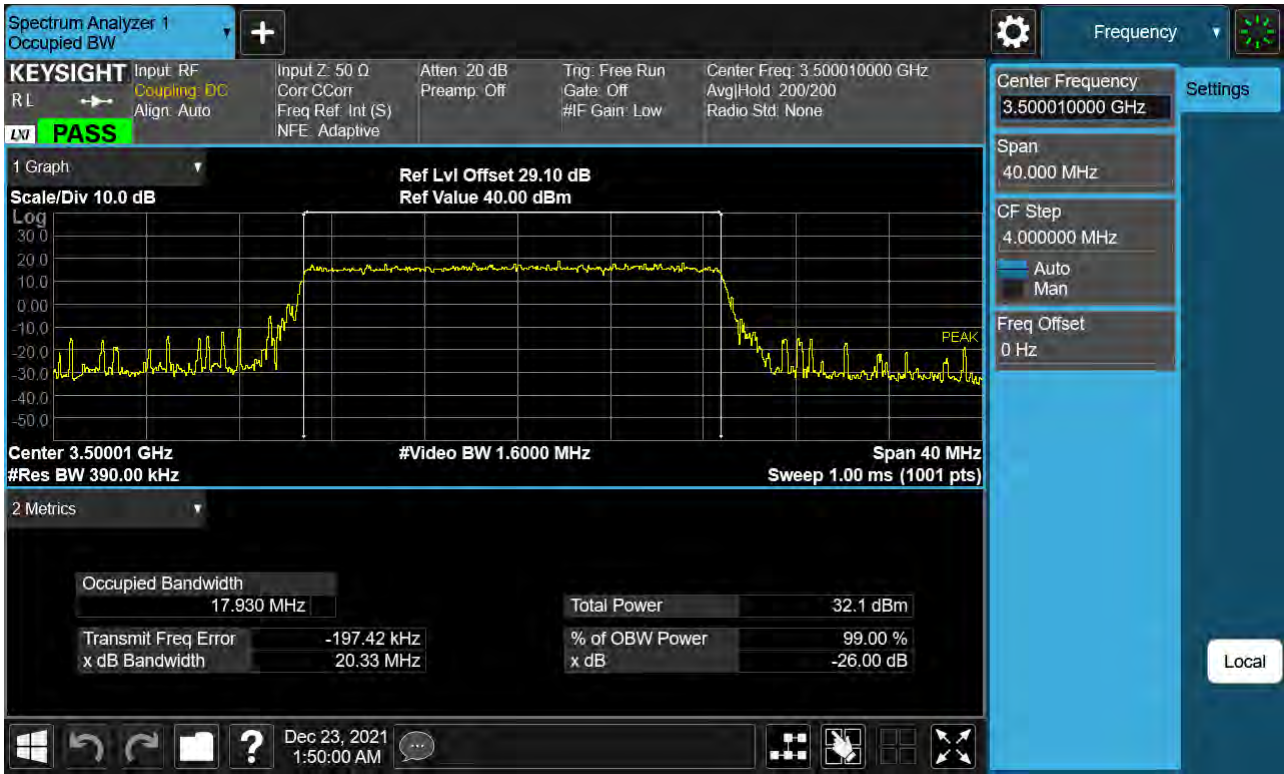 Spectrum Analyzer 1
Occupied BW
+
Frequency
KEYSIGHT
RL
LXI PASS
Input: RF
Coupling: DC
Align: Auto
Input Z: 50 Ω
Corr CCorr
Freq Ref: Int (S)
NFE: Adaptive
Atten: 20 dB
Preamp: Off
Trig: Free Run
Gate: Off
#IF Gain: Low
Center Freq: 3.500010000 GHz
Avg|Hold: 200/200
Radio Std: None
Center Frequency
3.500010000 GHz
Settings
Span
40.000 MHz
CF Step
4.000000 MHz
Auto
Man
Freq Offset
0 Hz
Local
1 Graph
Scale/Div 10.0 dB
Ref Lvl Offset 29.10 dB
Ref Value 40.00 dBm
Log
30.0
20.0
10.0
0.00
-10.0
-20.0
-30.0
-40.0
-50.0
PEAK
Center 3.50001 GHz
#Video BW 1.6000 MHz
Span 40 MHz
#Res BW 390.00 kHz
Sweep 1.00 ms (1001 pts)
2 Metrics
Occupied Bandwidth
17.930 MHz
Total Power 32.1 dBm
Transmit Freq Error -197.42 kHz
% of OBW Power 99.00 %
x dB Bandwidth 20.33 MHz
x dB -26.00 dB
?
Dec 23, 2021
1:50:00 AM